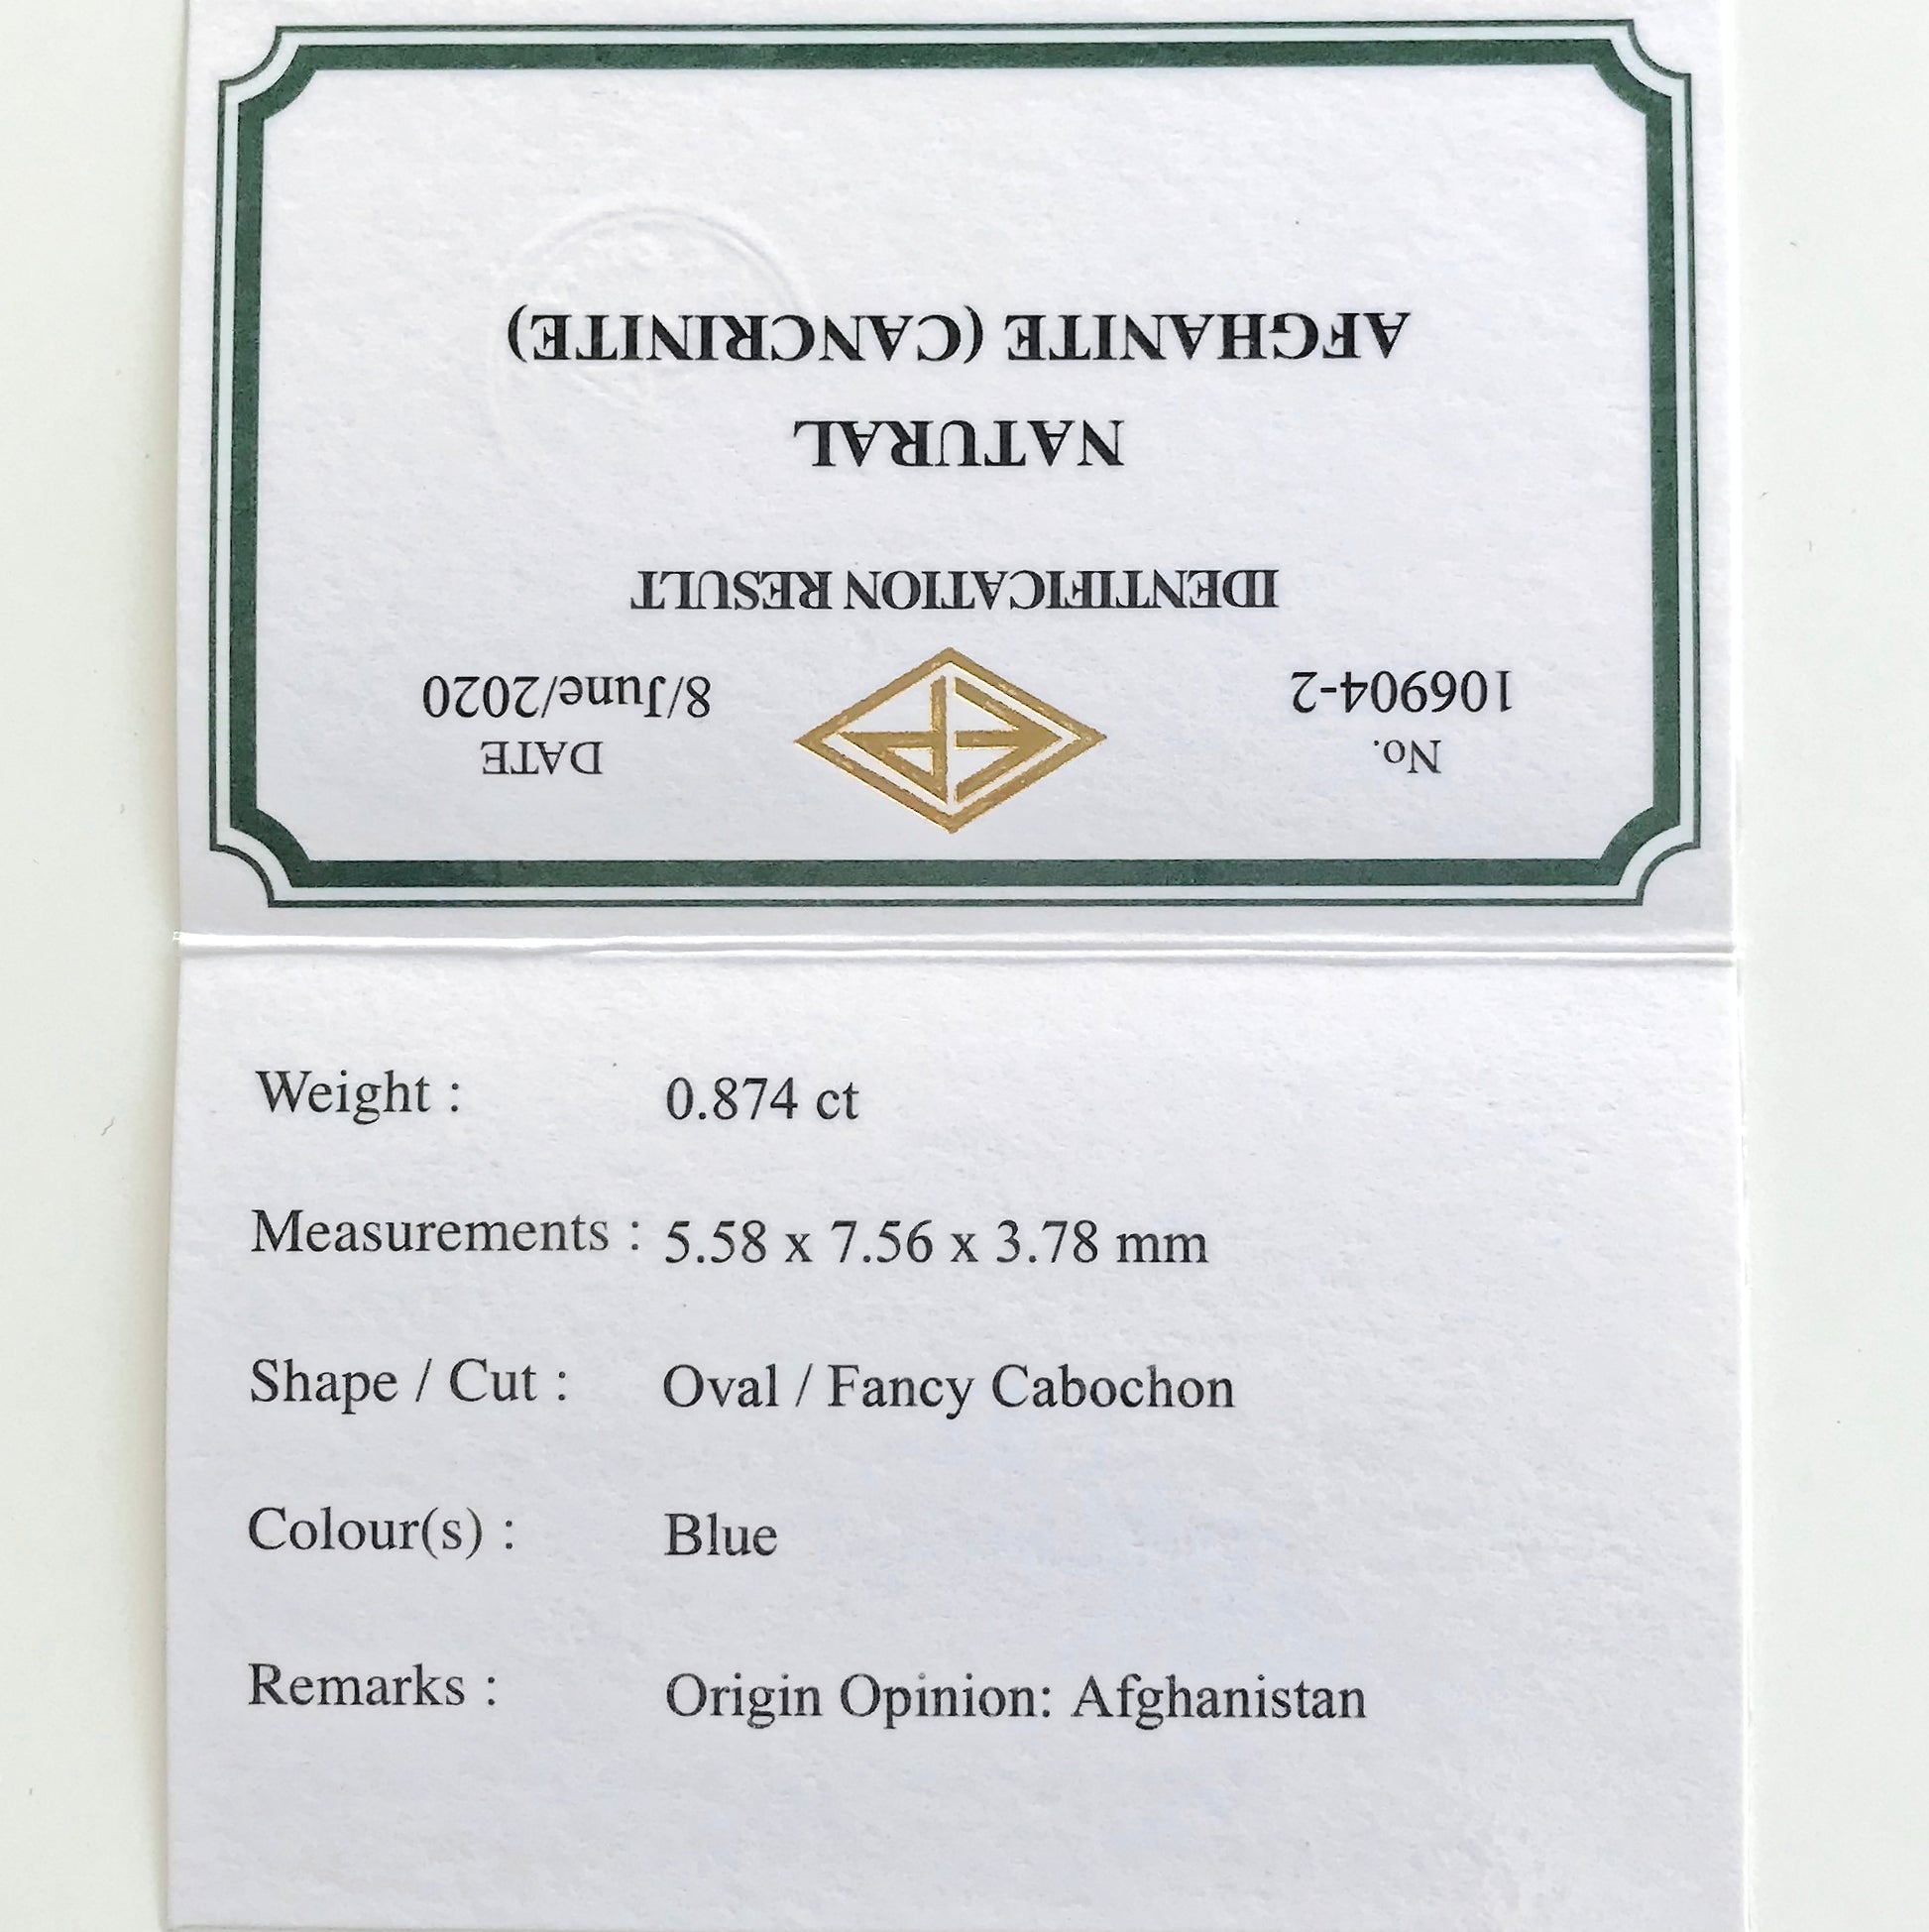 No.
DATE
106904-2
8/June/2020
IDENTIFICATION RESULT
NATURAL
AFGHANITE (CANCRINITE)
Weight : 0.874 ct
Measurements : 5.58 x 7.56 x 3.78 mm
Shape / Cut : Oval / Fancy Cabochon
Colour(s) : Blue
Remarks : Origin Opinion: Afghanistan